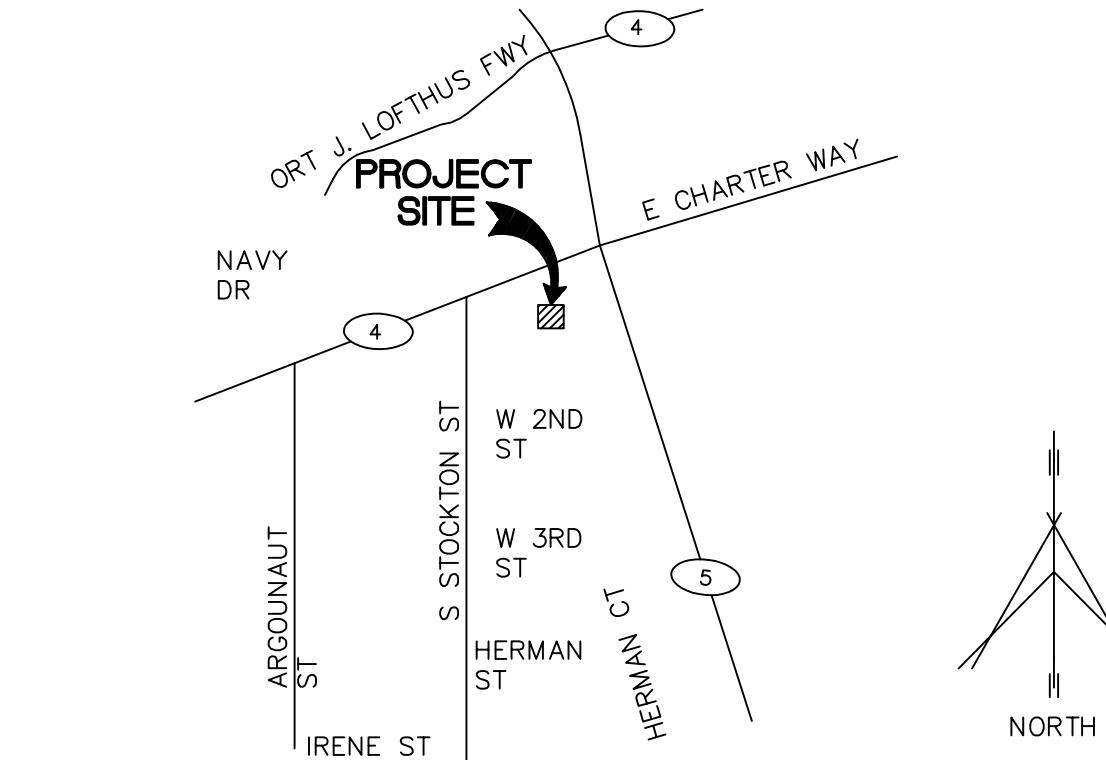 4
ORT J. LOFTHUS FWY
PROJECT
SITE
E CHARTER WAY
NAVY
DR
4
W 2ND
ST
S STOCKTON ST
W 3RD
ST
5
ARGOUNAUT
ST
HERMAN
ST
HERMAN CT
IRENE ST
NORTH